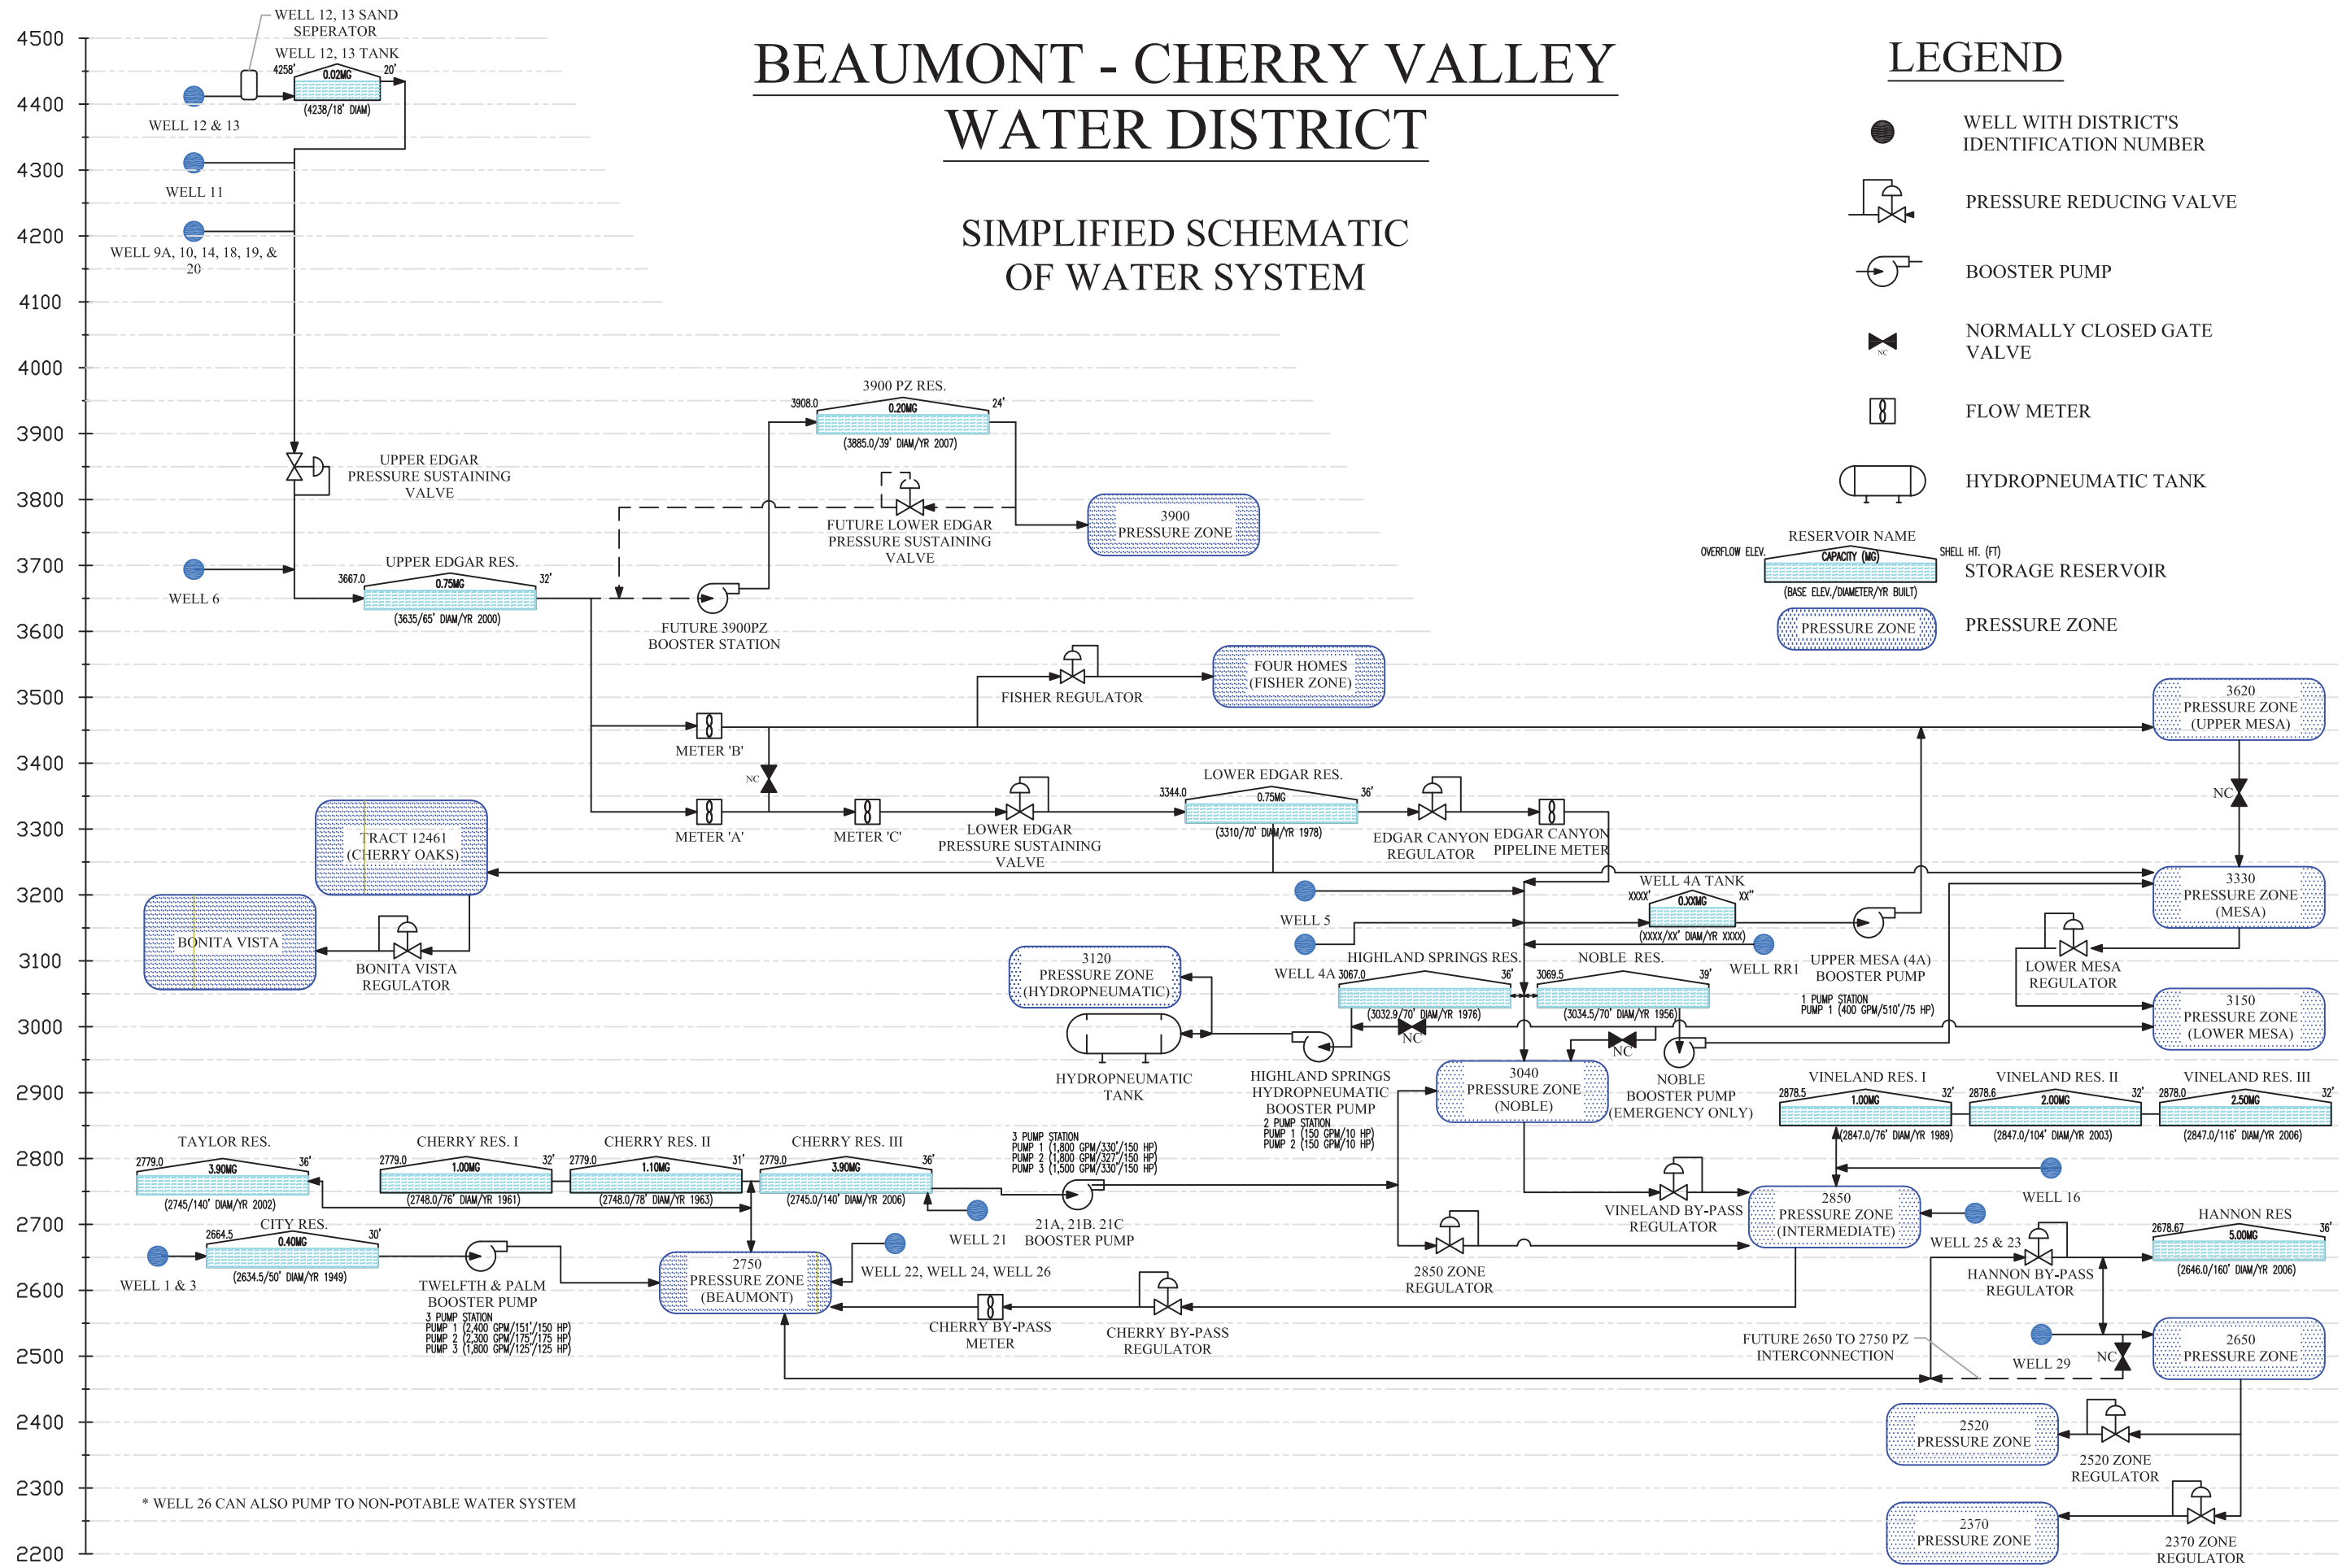 BEAUMONT - CHERRY VALLEY
WATER DISTRICT
SIMPLIFIED SCHEMATIC
OF WATER SYSTEM
LEGEND
WELL WITH DISTRICT'S
IDENTIFICATION NUMBER
PRESSURE REDUCING VALVE
BOOSTER PUMP
NORMALLY CLOSED GATE
VALVE
NC
FLOW METER
HYDROPNEUMATIC TANK
RESERVOIR NAME
OVERFLOW ELEV.
CAPACITY (MG)
SHELL HT. (FT)
STORAGE RESERVOIR
(BASE ELEV./DIAMETER/YR BUILT)
PRESSURE ZONE
PRESSURE ZONE
4500
4400
4300
4200
4100
4000
3900
3800
3700
3600
3500
3400
3300
3200
3100
3000
2900
2800
2700
2600
2500
2400
2300
2200
WELL 12, 13 SAND
SEPERATOR
WELL 12, 13 TANK
4258'
0.02MG
20'
(4238/18' DIAM)
WELL 12 & 13
WELL 11
WELL 9A, 10, 14, 18, 19, &
20
UPPER EDGAR
PRESSURE SUSTAINING
VALVE
WELL 6
UPPER EDGAR RES.
3667.0
0.75MG
32'
(3635/65' DIAM/YR 2000)
3900 PZ RES.
3908.0
0.20MG
24'
(3885.0/39' DIAM/YR 2007)
FUTURE LOWER EDGAR
PRESSURE SUSTAINING
VALVE
3900
PRESSURE ZONE
FUTURE 3900PZ
BOOSTER STATION
FISHER REGULATOR
FOUR HOMES
(FISHER ZONE)
METER 'B'
NC
METER 'A'
METER 'C'
LOWER EDGAR
PRESSURE SUSTAINING
VALVE
LOWER EDGAR RES.
3344.0
0.75MG
36'
(3310/70' DIAM/YR 1978)
EDGAR CANYON
REGULATOR
EDGAR CANYON
PIPELINE METER
3620
PRESSURE ZONE
(UPPER MESA)
NC
3330
PRESSURE ZONE
(MESA)
LOWER MESA
REGULATOR
3150
PRESSURE ZONE
(LOWER MESA)
TRACT 12461
(CHERRY OAKS)
BONITA VISTA
BONITA VISTA
REGULATOR
WELL 5
WELL 4A
WELL 4A TANK
XXXX'
0.XXMG
XX"
(XXXX/XX' DIAM/YR XXXX)
WELL RR1
UPPER MESA (4A)
BOOSTER PUMP
1 PUMP STATION
PUMP 1 (400 GPM/510'/75 HP)
3120
PRESSURE ZONE
(HYDROPNEUMATIC)
HYDROPNEUMATIC
TANK
HIGHLAND SPRINGS RES.
3067.0
36'
(3032.9/70' DIAM/YR 1976)
NOBLE RES.
3069.5
39'
(3034.5/70' DIAM/YR 1956)
NC
NC
HIGHLAND SPRINGS
HYDROPNEUMATIC
BOOSTER PUMP
2 PUMP STATION
PUMP 1 (150 GPM/10 HP)
PUMP 2 (150 GPM/10 HP)
3040
PRESSURE ZONE
(NOBLE)
NOBLE
BOOSTER PUMP
(EMERGENCY ONLY)
VINELAND RES. I
2878.5
1.00MG
32'
(2847.0/76' DIAM/YR 1989)
VINELAND RES. II
2878.6
2.00MG
32'
(2847.0/104' DIAM/YR 2003)
VINELAND RES. III
2878.0
2.50MG
32'
(2847.0/116' DIAM/YR 2006)
TAYLOR RES.
2779.0
3.90MG
36'
(2745/140' DIAM/YR 2002)
CHERRY RES. I
2779.0
1.00MG
32'
(2748.0/76' DIAM/YR 1961)
CHERRY RES. II
2779.0
1.10MG
31'
(2748.0/78' DIAM/YR 1963)
CHERRY RES. III
2779.0
3.90MG
36'
(2745.0/140' DIAM/YR 2006)
3 PUMP STATION
PUMP 1 (1,800 GPM/330'/150 HP)
PUMP 2 (1,800 GPM/327'/150 HP)
PUMP 3 (1,500 GPM/330'/150 HP)
21A, 21B. 21C
BOOSTER PUMP
WELL 21
WELL 22, WELL 24, WELL 26
CITY RES.
2664.5
0.40MG
30'
(2634.5/50' DIAM/YR 1949)
WELL 1 & 3
TWELFTH & PALM
BOOSTER PUMP
3 PUMP STATION
PUMP 1 (2,400 GPM/151'/150 HP)
PUMP 2 (2,300 GPM/175'/175 HP)
PUMP 3 (1,800 GPM/125'/125 HP)
2750
PRESSURE ZONE
(BEAUMONT)
CHERRY BY-PASS
METER
CHERRY BY-PASS
REGULATOR
2850 ZONE
REGULATOR
VINELAND BY-PASS
REGULATOR
2850
PRESSURE ZONE
(INTERMEDIATE)
WELL 16
WELL 25 & 23
HANNON BY-PASS
REGULATOR
HANNON RES
2678.67
5.00MG
36'
(2646.0/160' DIAM/YR 2006)
FUTURE 2650 TO 2750 PZ
INTERCONNECTION
WELL 29
NC
2650
PRESSURE ZONE
2520
PRESSURE ZONE
2520 ZONE
REGULATOR
2370
PRESSURE ZONE
2370 ZONE
REGULATOR
* WELL 26 CAN ALSO PUMP TO NON-POTABLE WATER SYSTEM